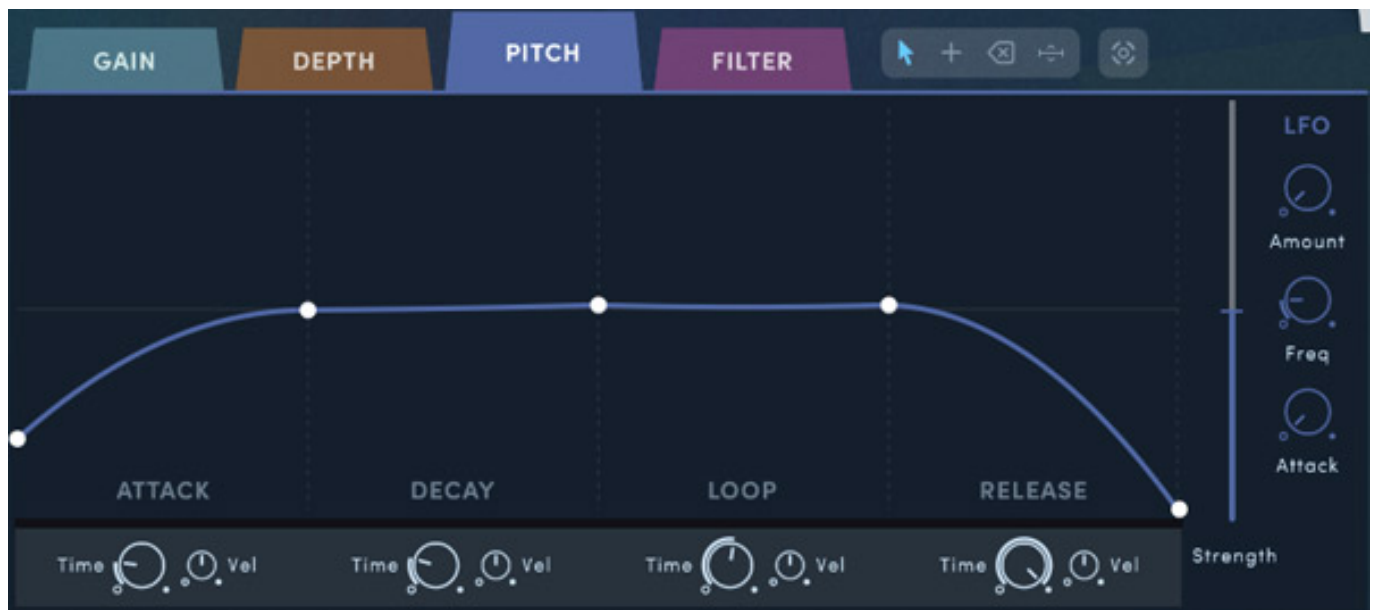 GAIN DEPTH PITCH FILTER
LFO
Amount
Freq
Attack
ATTACK DECAY LOOP RELEASE
Time Vel Time Vel Time Vel Time Vel
Strength